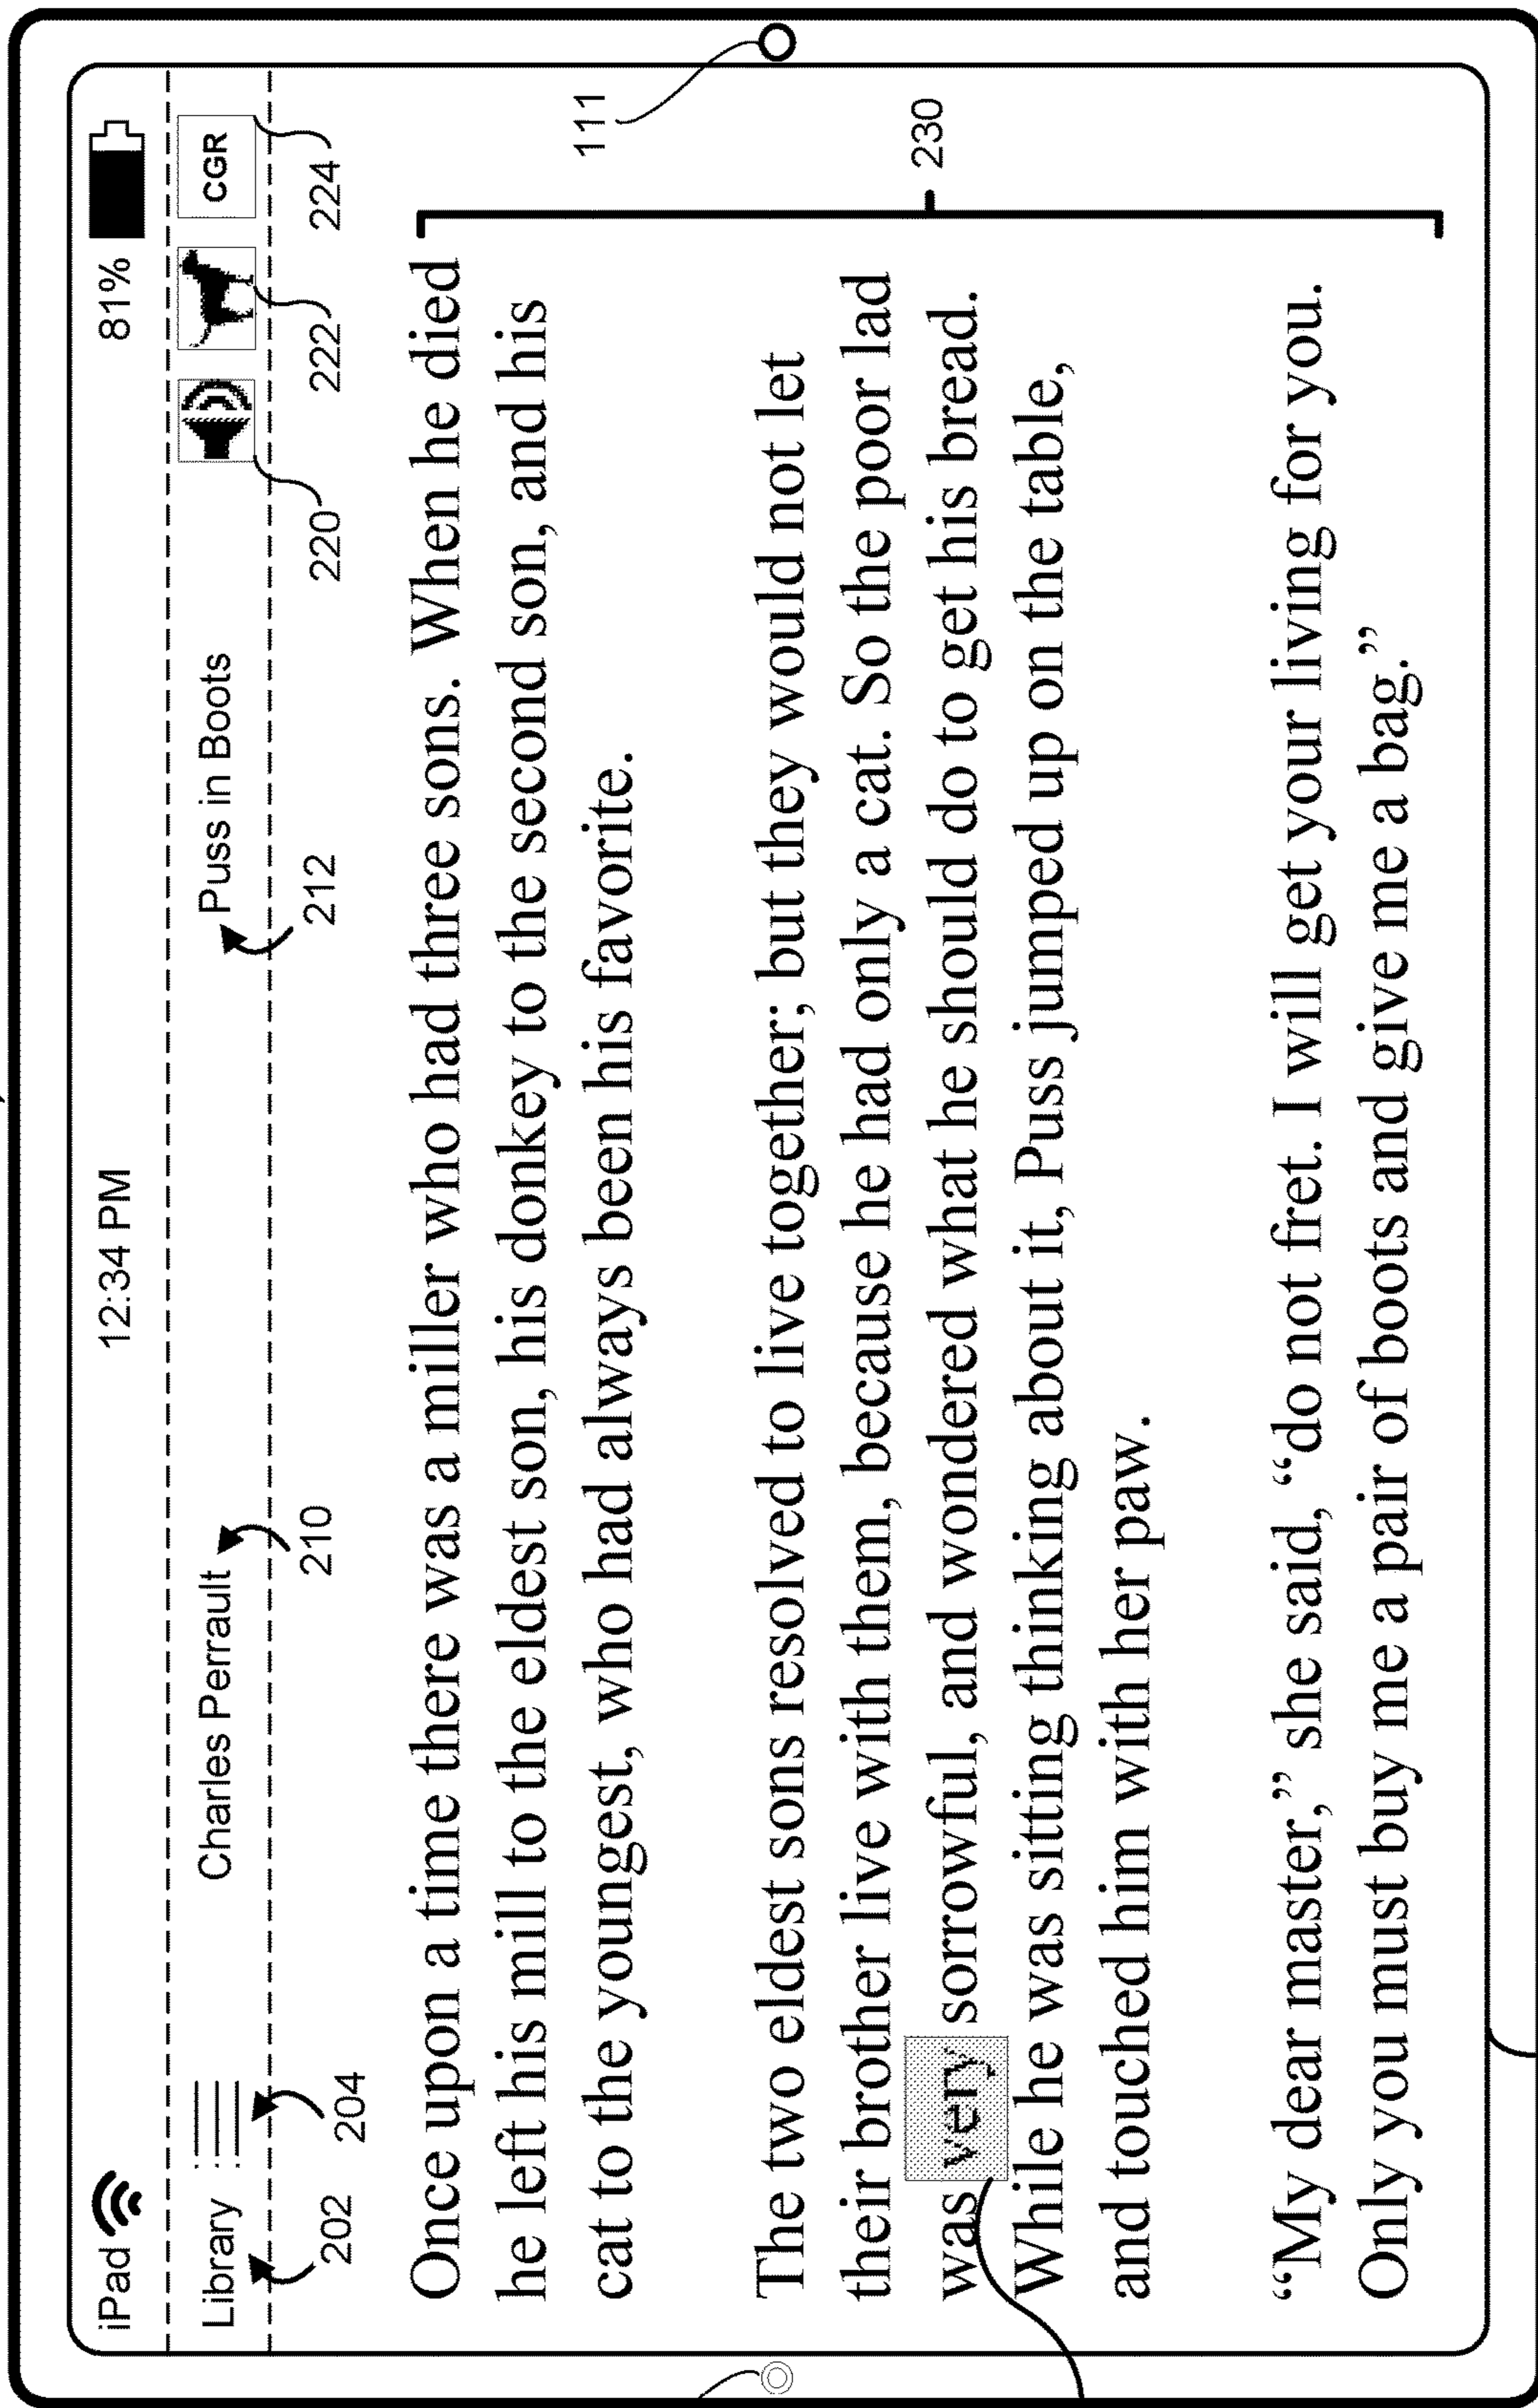 iPad 12:34 PM 81%
Library Charles Perrault Puss in Boots CGR
202 204 210 212 220 222 224
Once upon a time there was a miller who had three sons. When he died
he left his mill to the eldest son, his donkey to the second son, and his
cat to the youngest, who had always been his favorite.
111
The two eldest sons resolved to live together; but they would not let
their brother live with them, because he had only a cat. So the poor lad
was very sorrowful, and wondered what he should do to get his bread.
While he was sitting thinking about it, Puss jumped up on the table,
and touched him with her paw.
230
“My dear master,” she said, “do not fret. I will get your living for you.
Only you must buy me a pair of boots and give me a bag.”